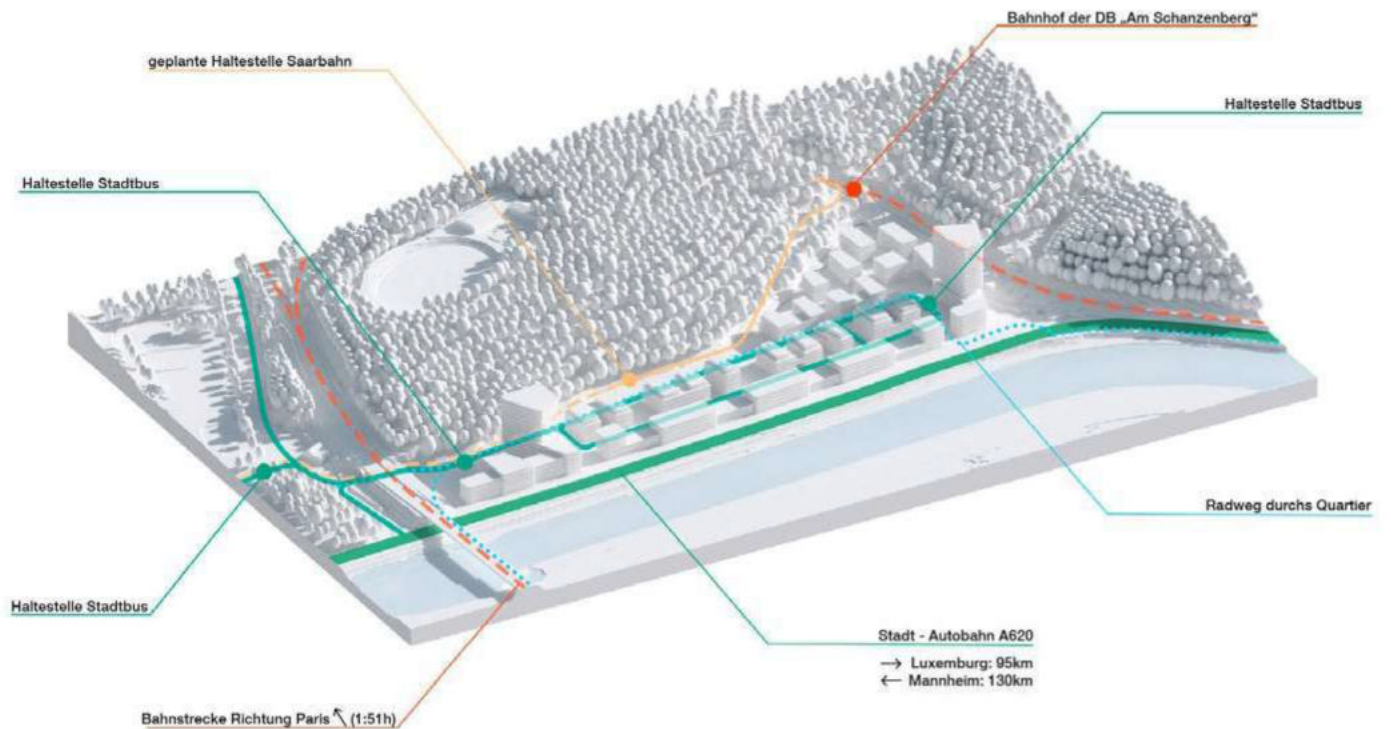 Bahnhof der DB „Am Schanzenberg“
geplante Haltestelle Saarbahn
Haltestelle Stadtbus
Haltestelle Stadtbus
Radweg durchs Quartier
Haltestelle Stadtbus
Stadt - Autobahn A620
→ Luxemburg: 95km
← Mannheim: 130km
Bahnstrecke Richtung Paris ↖ (1:51h)